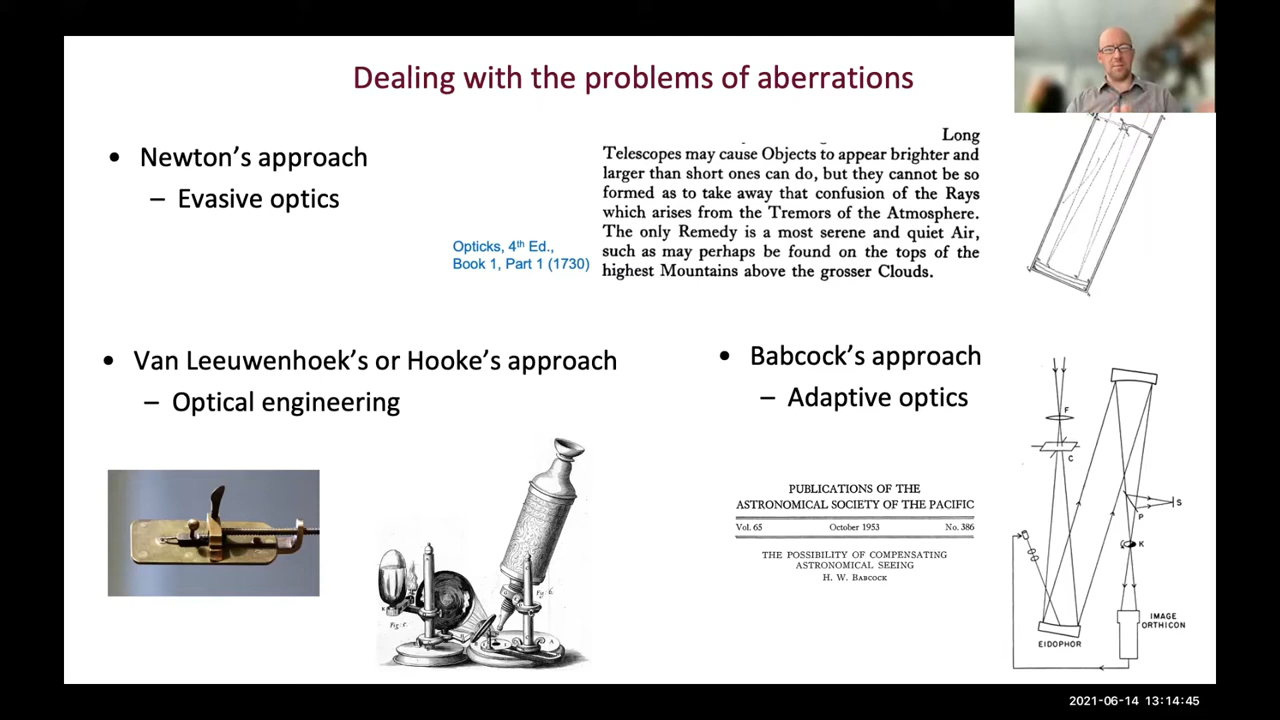 Dealing with the problems of aberrations
• Newton’s approach
– Evasive optics
Opticks, 4th Ed.,
Book 1, Part 1 (1730)
Long
Telescopes may cause Objects to appear brighter and
larger than short ones can do, but they cannot be so
formed as to take away that confusion of the Rays
which arises from the Tremors of the Atmosphere.
The only Remedy is a most serene and quiet Air,
such as may perhaps be found on the tops of the
highest Mountains above the grosser Clouds.
• Van Leeuwenhoek’s or Hooke’s approach
– Optical engineering
Fig: 5.
Fig: 6.
K
A
• Babcock’s approach
– Adaptive optics
PUBLICATIONS OF THE
ASTRONOMICAL SOCIETY OF THE PACIFIC
Vol. 65 October 1953 No. 386
THE POSSIBILITY OF COMPENSATING
ASTRONOMICAL SEEING
H. W. BABCOCK
F
C
S
P
K
IMAGE
ORTHICON
EIDOPHOR
2021-06-14 13:14:45